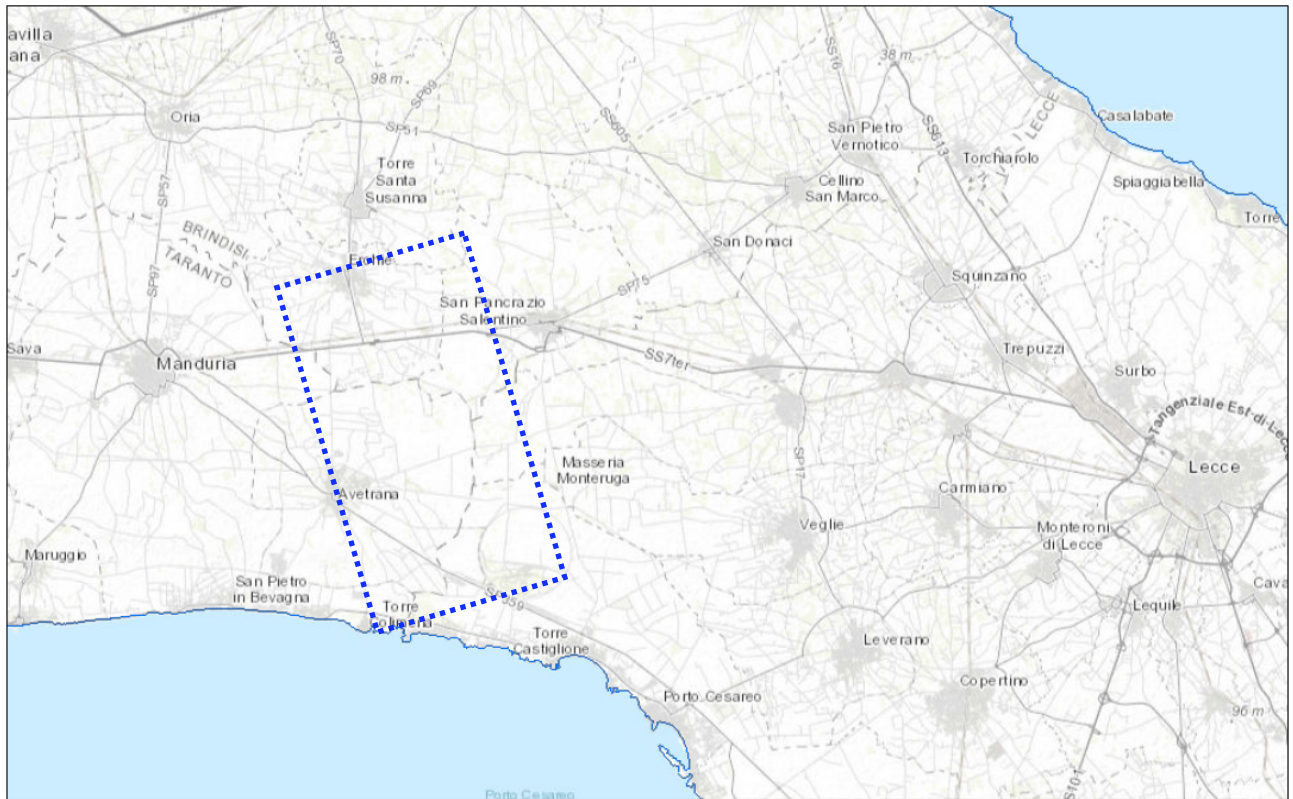 avilla
ana
SP70
98 m
SP69
SS16
38 m
Oria
SP51
SS605
San Pietro
Vernotico
SS613
LECCE
Casalabate
Torchiarolo
Torre
Santa
Susanna
SP57
Cellino
San Marco
Spiaggiabella
Torre
BRINDISI
TARANTO
Erchie
San Donaci
SP97
SP75
Squinzano
San Pancrazio
Salentino
Sava
Manduria
SS7ter
Trepuzzi
Surbo
Tangenziale Est-di-Lecce
Masseria
Monteruga
SP17
Lecce
Avetrana
Carmiano
Veglie
Monteroni
di Lecce
Maruggio
San Pietro
in Bevagna
SP359
Cava
Torre
Colimena
Lequile
Torre
Castiglione
Leverano
Copertino
Porto Cesareo
96 m
SS101
Porto Cesareo